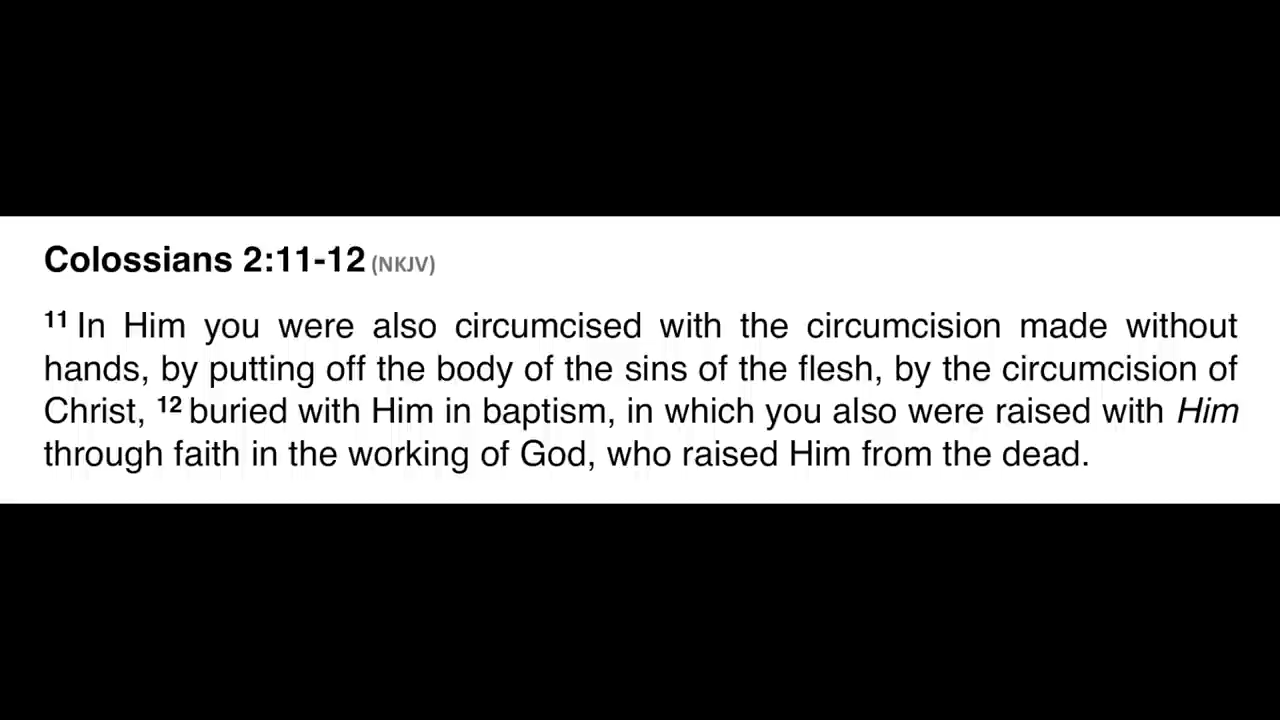 Colossians 2:11-12 (NKJV)
11 In Him you were also circumcised with the circumcision made without
hands, by putting off the body of the sins of the flesh, by the circumcision of
Christ, 12 buried with Him in baptism, in which you also were raised with Him
through faith in the working of God, who raised Him from the dead.